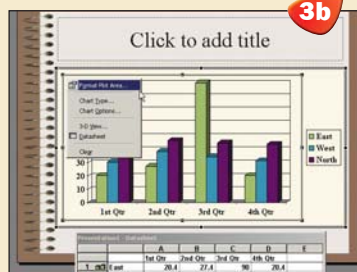 3b
Click to add title
Format Plot Area...
Chart Type...
Chart Options...
3-D View...
Datasheet
Clear
30
20
10
0
1st Qtr 2nd Qtr 3rd Qtr 4th Qtr
East
West
North
A B C D E
1st Qtr 2nd Qtr 3rd Qtr 4th Qtr
1 East 20.4 27.4 90 20.4